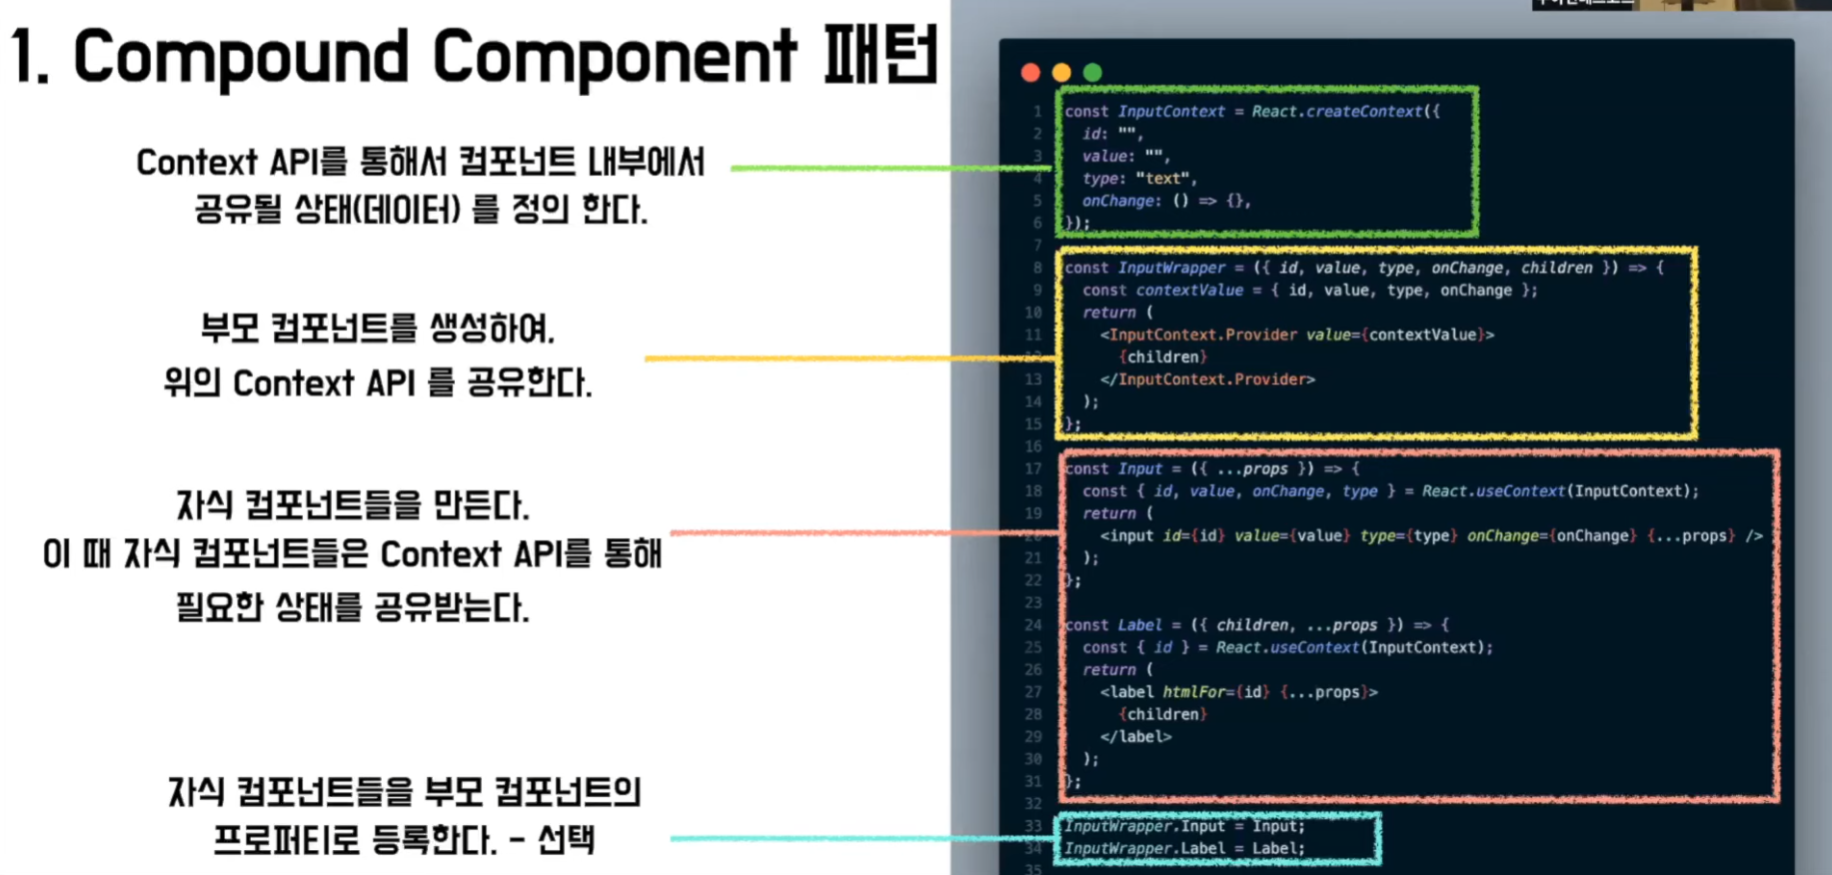 1. Compound Component 패턴
Context API를 통해서 컴포넌트 내부에서
공유될 상태(데이터) 를 정의 한다.
부모 컴포넌트를 생성하여,
위의 Context API 를 공유한다.
자식 컴포넌트들을 만든다.
이 때 자식 컴포넌트들은 Context API를 통해
필요한 상태를 공유받는다.
자식 컴포넌트들을 부모 컴포넌트의
프로퍼티로 등록한다. - 선택
1 const InputContext = React.createContext({
2 id: "",
3 value: "",
4 type: "text",
5 onChange: () => {},
6 });
7
8 const InputWrapper = ({ id, value, type, onChange, children }) => {
9 const contextValue = { id, value, type, onChange };
10 return (
11 <InputContext.Provider value={contextValue}>
12 {children}
13 </InputContext.Provider>
14 );
15 };
16
17 const Input = ({ ...props }) => {
18 const { id, value, onChange, type } = React.useContext(InputContext);
19 return (
20 <input id={id} value={value} type={type} onChange={onChange} {...props} />
21 );
22 };
23
24 const Label = ({ children, ...props }) => {
25 const { id } = React.useContext(InputContext);
26 return (
27 <label htmlFor={id} {...props}>
28 {children}
29 </label>
30 );
31 };
32
33 InputWrapper.Input = Input;
34 InputWrapper.Label = Label;
35